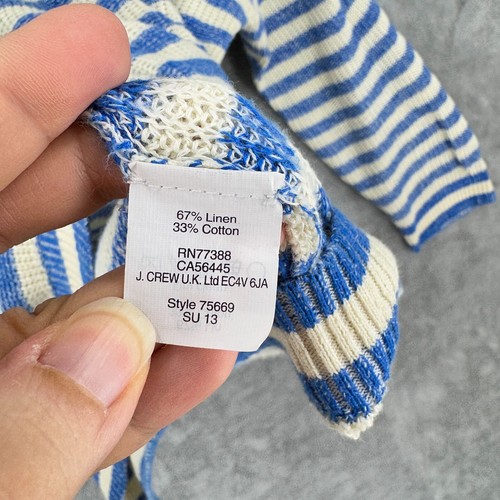 67% Linen
33% Cotton
RN77388
CA56445
J. CREW U.K. Ltd EC4V 6JA
Style 75669
SU 13